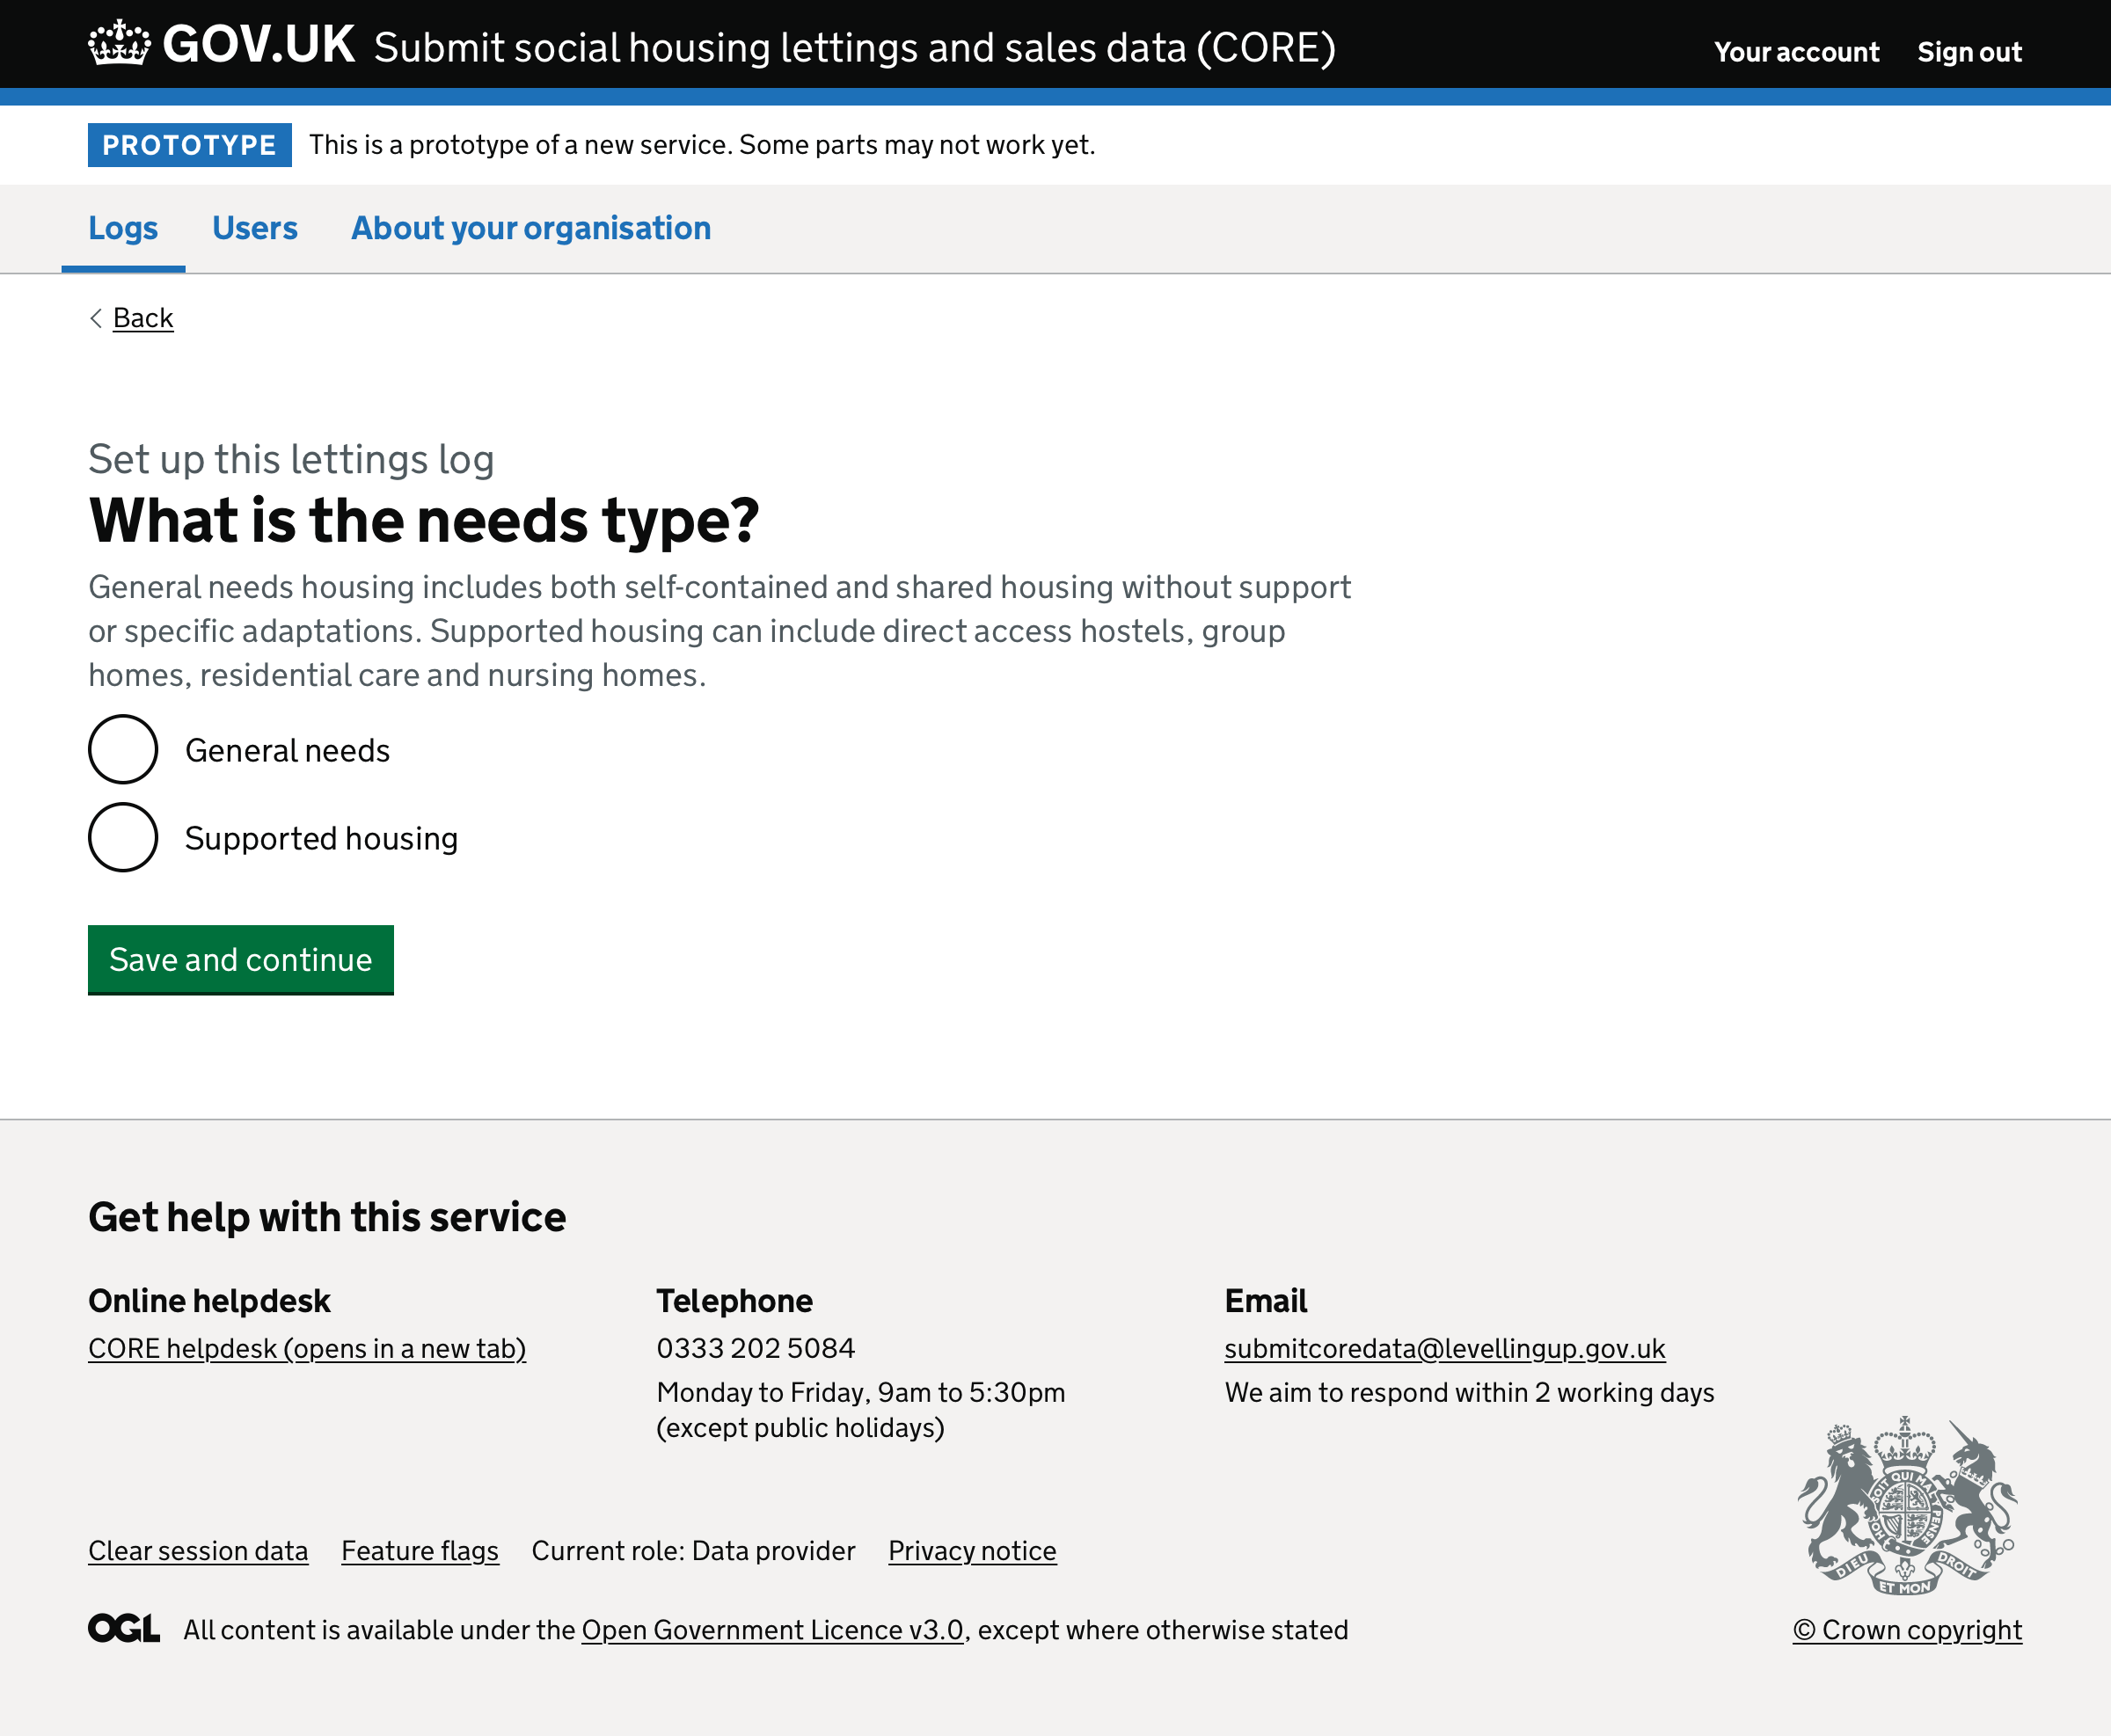 GOV.UK Submit social housing lettings and sales data (CORE)
Your account Sign out
PROTOTYPE This is a prototype of a new service. Some parts may not work yet.
Logs Users About your organisation
Back
Set up this lettings log
What is the needs type?
General needs housing includes both self-contained and shared housing without support
or specific adaptations. Supported housing can include direct access hostels, group
homes, residential care and nursing homes.
General needs
Supported housing
Save and continue
Get help with this service
Online helpdesk
CORE helpdesk (opens in a new tab)
Telephone
0333 202 5084
Monday to Friday, 9am to 5:30pm
(except public holidays)
Email
submitcoredata@levellingup.gov.uk
We aim to respond within 2 working days
Clear session data Feature flags Current role: Data provider Privacy notice
OGL All content is available under the Open Government Licence v3.0, except where otherwise stated
DIEU ET MON DROIT
© Crown copyright